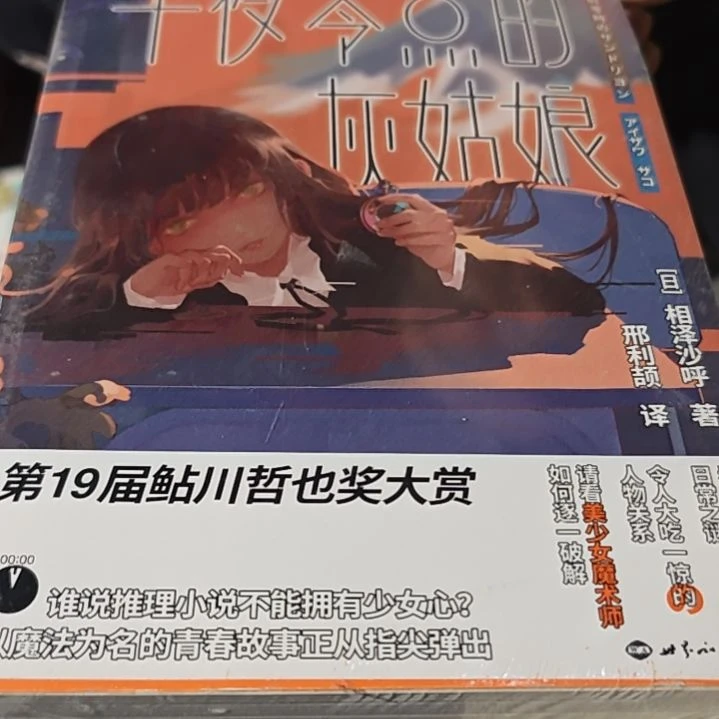 午夜零点的
灰姑娘
アイザワ サコ
[日] 相泽沙呼 著
邢利颉 译
第19届鲇川哲也奖大赏
日常之谜
令人大吃一惊的
人物关系
请看美少女魔术师
如何逐一破解
00:00
谁说推理小说不能拥有少女心?
以魔法为名的青春故事正从指尖弹出